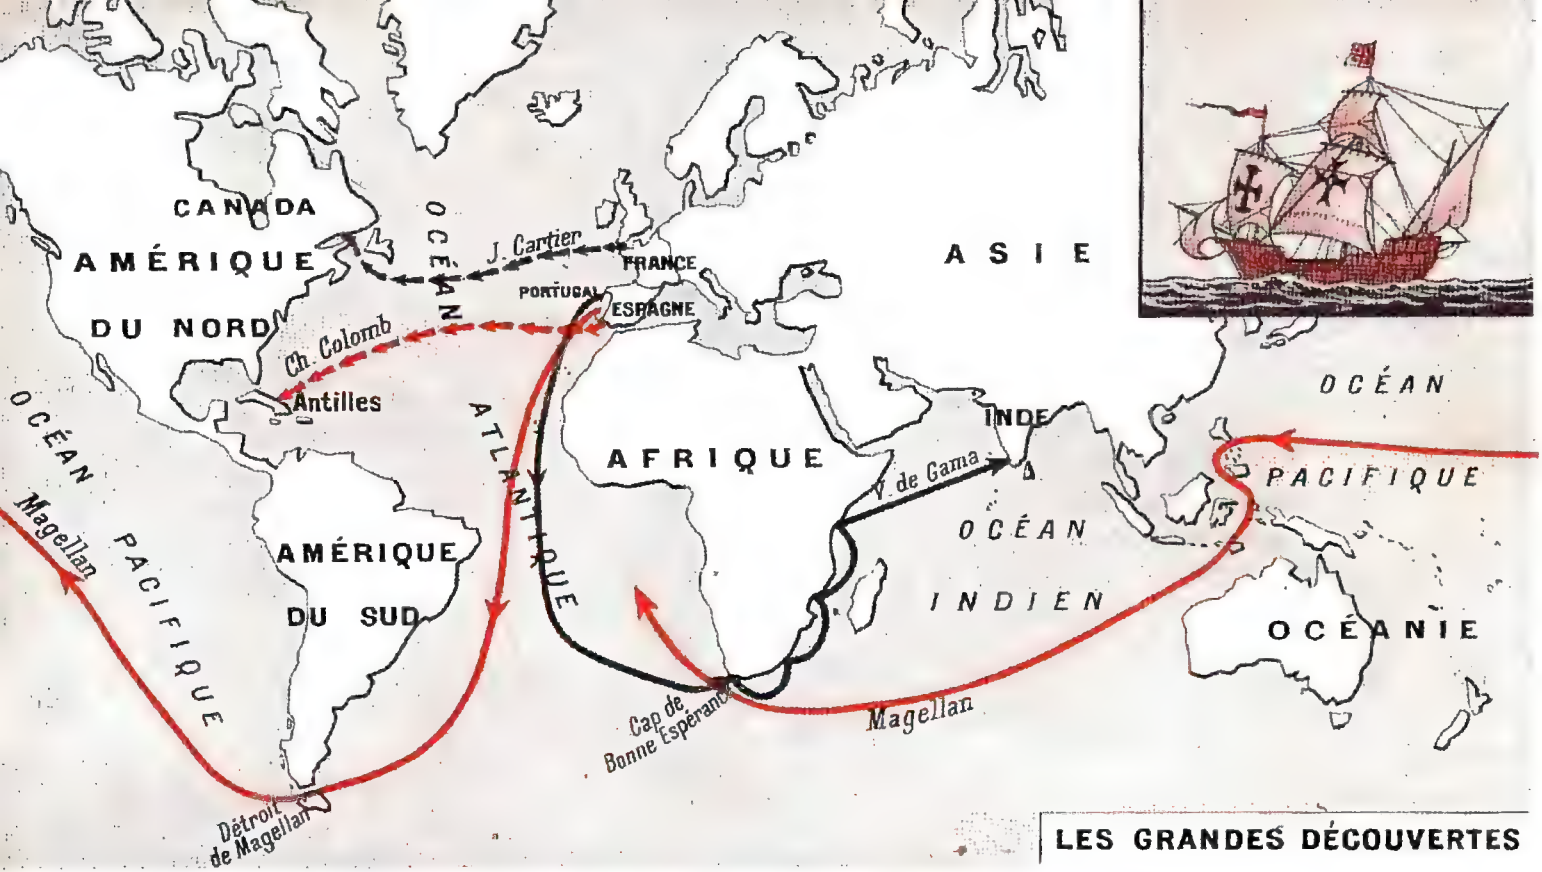 CANADA
AMÉRIQUE
DU NORD
OCÉAN
ATLANTIQUE
J. Cartier
FRANCE
PORTUGAL
ESPAGNE
Ch. Colomb
Antilles
ASIE
INDE
OCÉAN
PACIFIQUE
OCÉAN
PACIFIQUE
Magellan
AFRIQUE
V. de Gama
OCÉAN
INDIEN
AMÉRIQUE
DU SUD
OCÉANIE
Cap de
Bonne Espéranc
Magellan
Détroit
de Magellan
LES GRANDES DÉCOUVERTES